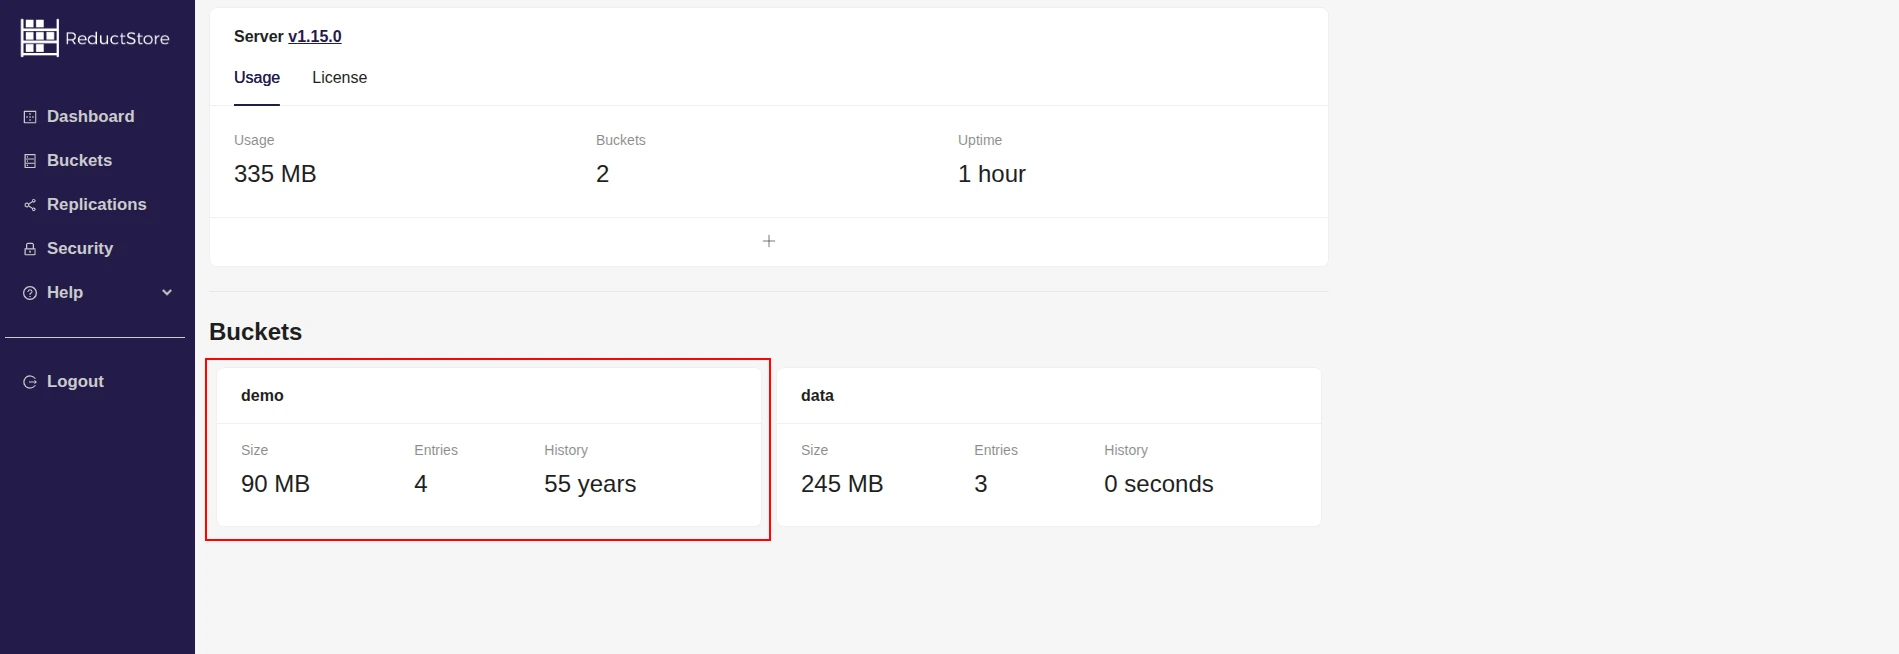 ReductStore
Dashboard
Buckets
Replications
Security
Help
Logout
Server v1.15.0
Usage License
Usage Buckets Uptime
335 MB 2 1 hour
Buckets
demo
Size Entries History
90 MB 4 55 years
data
Size Entries History
245 MB 3 0 seconds